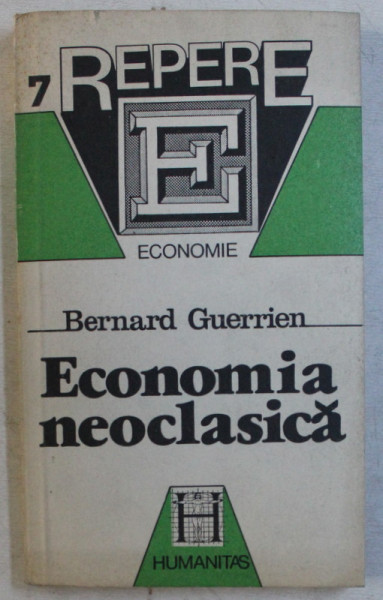 7 REPERE
E
ECONOMIE
Bernard Guerrien
Economia
neoclasică
H
HUMANITAS